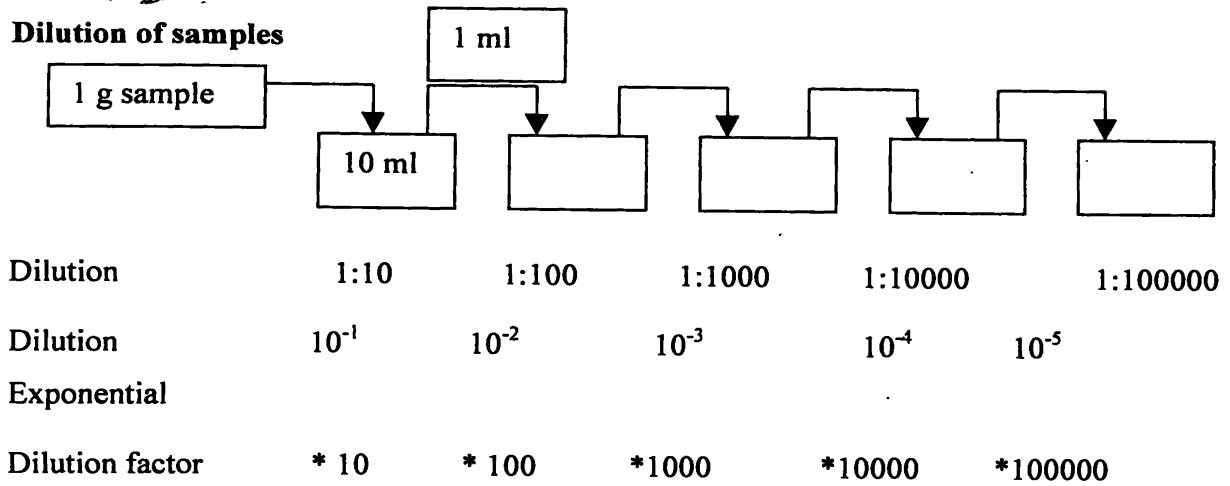 Dilution of samples
1 ml
1 g sample
10 ml
Dilution 1:10 1:100 1:1000 1:10000 1:100000
Dilution 10⁻¹ 10⁻² 10⁻³ 10⁻⁴ 10⁻⁵
Exponential
Dilution factor * 10 * 100 *1000 *10000 *100000